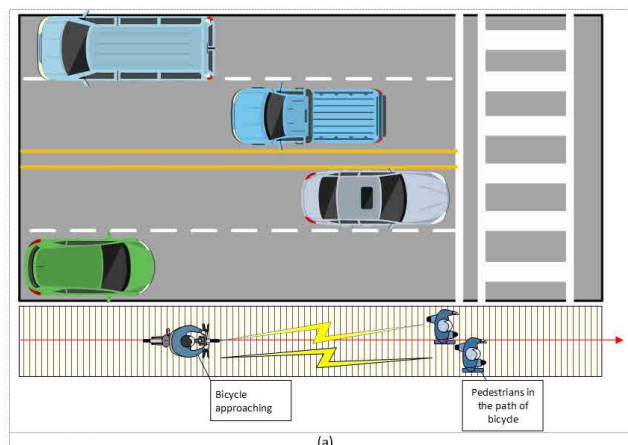 Bicycle
approaching
Pedestrians in
the path of
bicycle
(a)